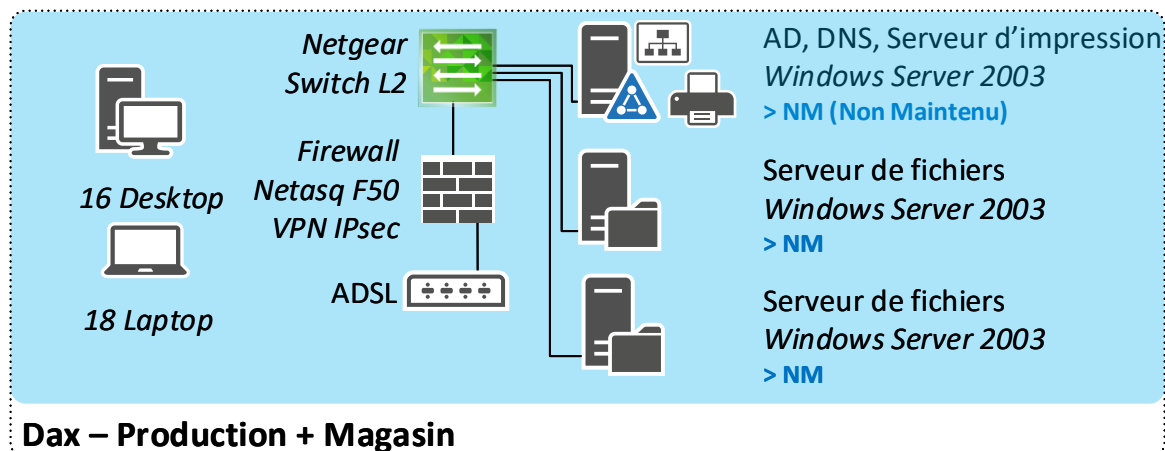 Netgear
Switch L2
16 Desktop
18 Laptop
Firewall
Netasq F50
VPN IPsec
ADSL
AD, DNS, Serveur d’impression
Windows Server 2003
> NM (Non Maintenu)
Serveur de fichiers
Windows Server 2003
> NM
Serveur de fichiers
Windows Server 2003
> NM
Dax – Production + Magasin